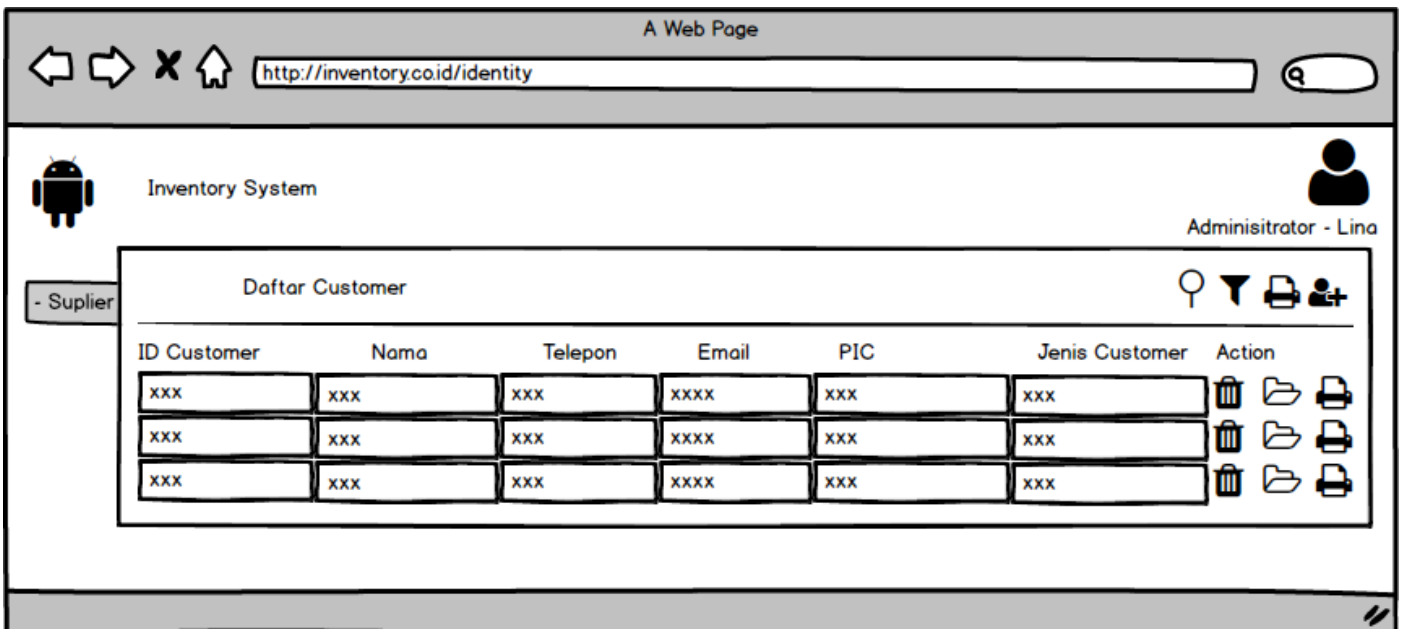 A Web Page
http://inventory.co.id/identity
Inventory System
Adminisitrator - Lina
- Suplier
Daftar Customer
ID Customer Nama Telepon Email PIC Jenis Customer Action
xxx xxx xxx xxxx xxx xxx
xxx xxx xxx xxxx xxx xxx
xxx xxx xxx xxxx xxx xxx